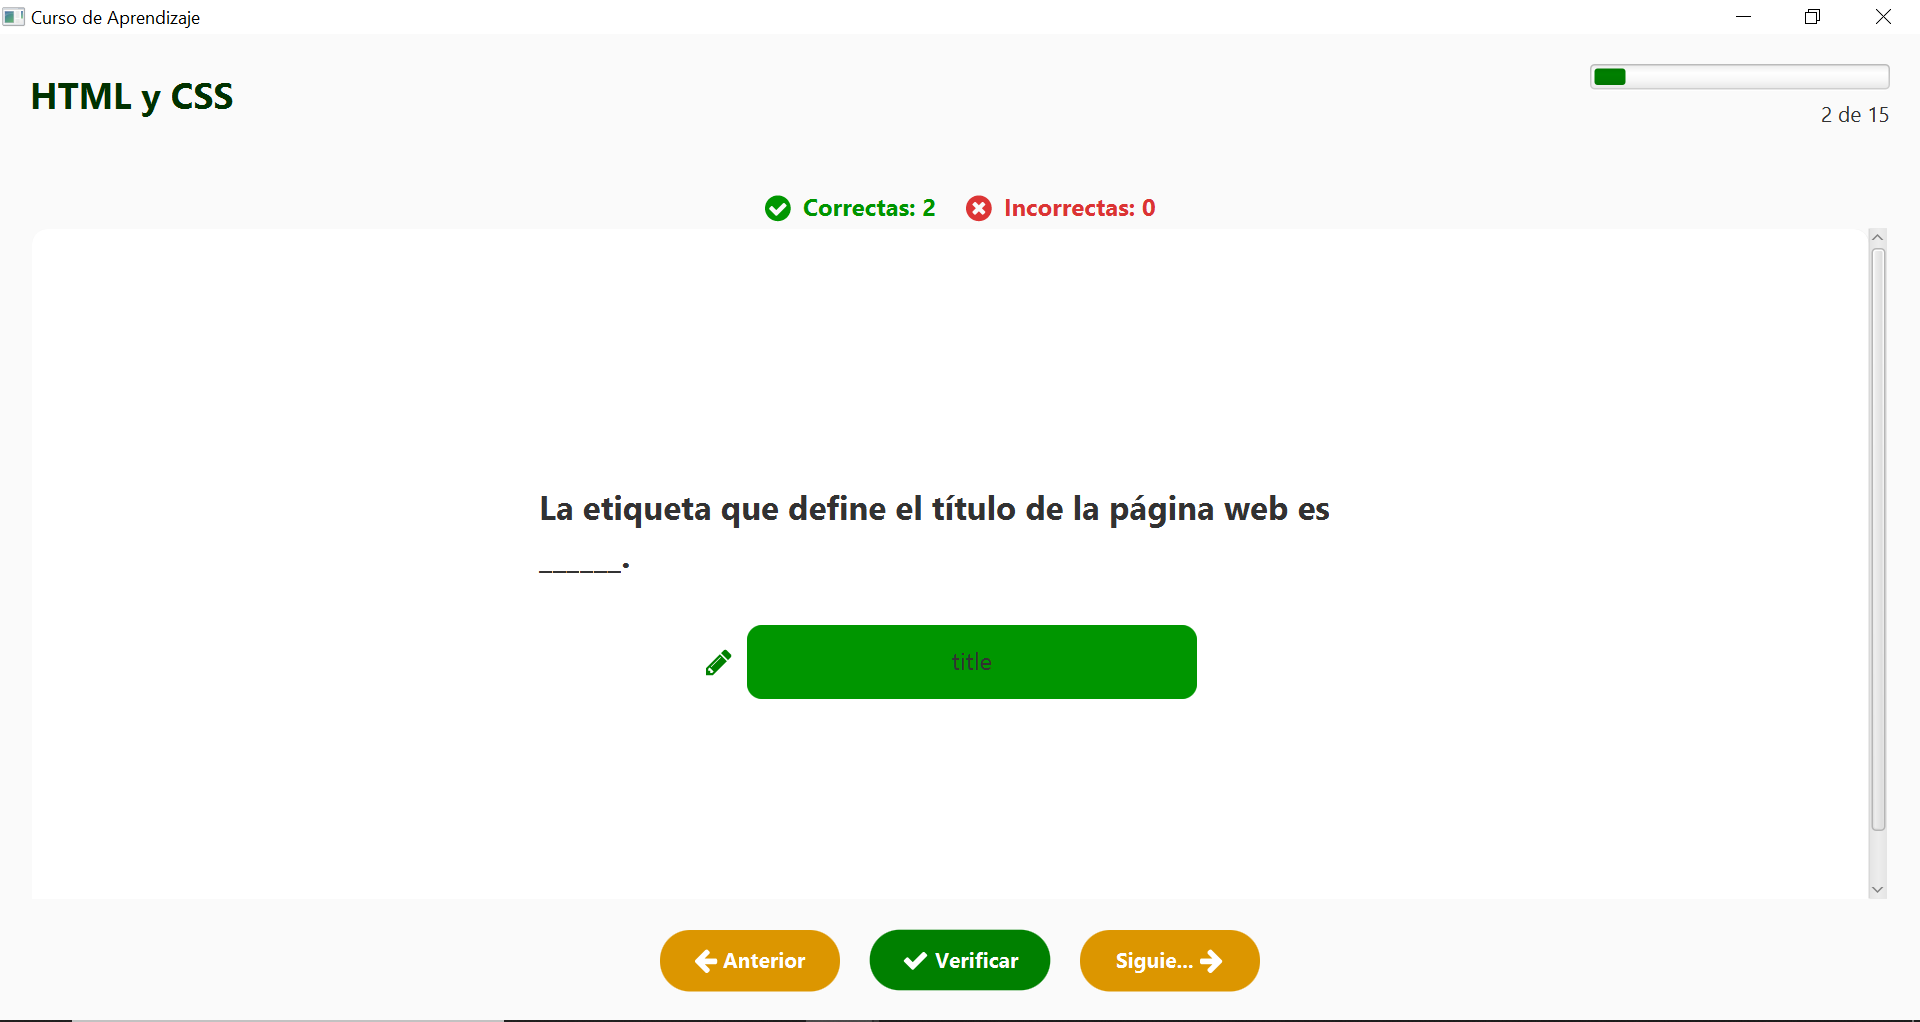 Curso de Aprendizaje
HTML y CSS
2 de 15
Correctas: 2
Incorrectas: 0
La etiqueta que define el título de la página web es
______.
title
Anterior
Verificar
Siguie...